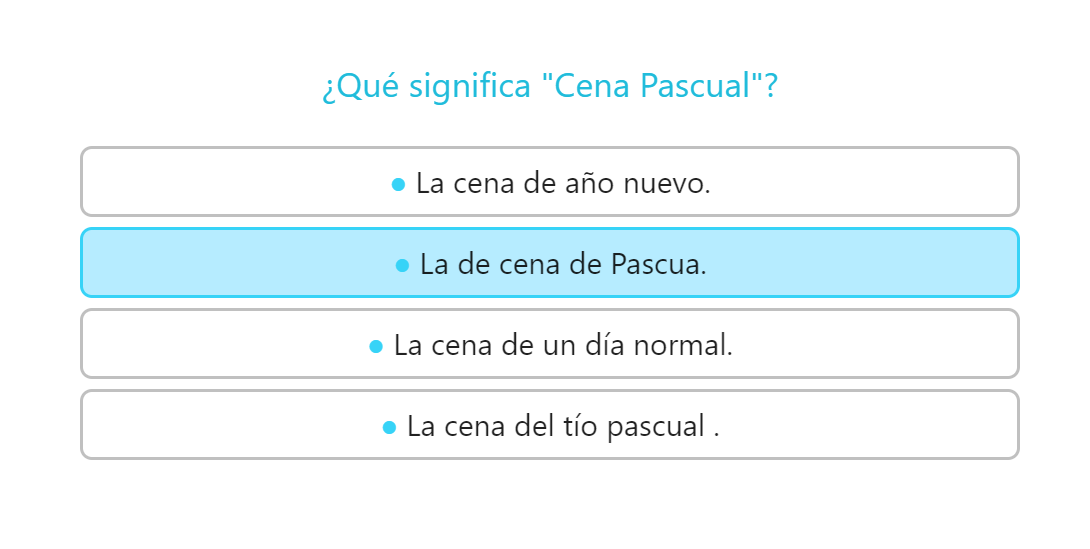 ¿Qué significa "Cena Pascual"?
● La cena de año nuevo.
● La de cena de Pascua.
● La cena de un día normal.
● La cena del tío pascual .